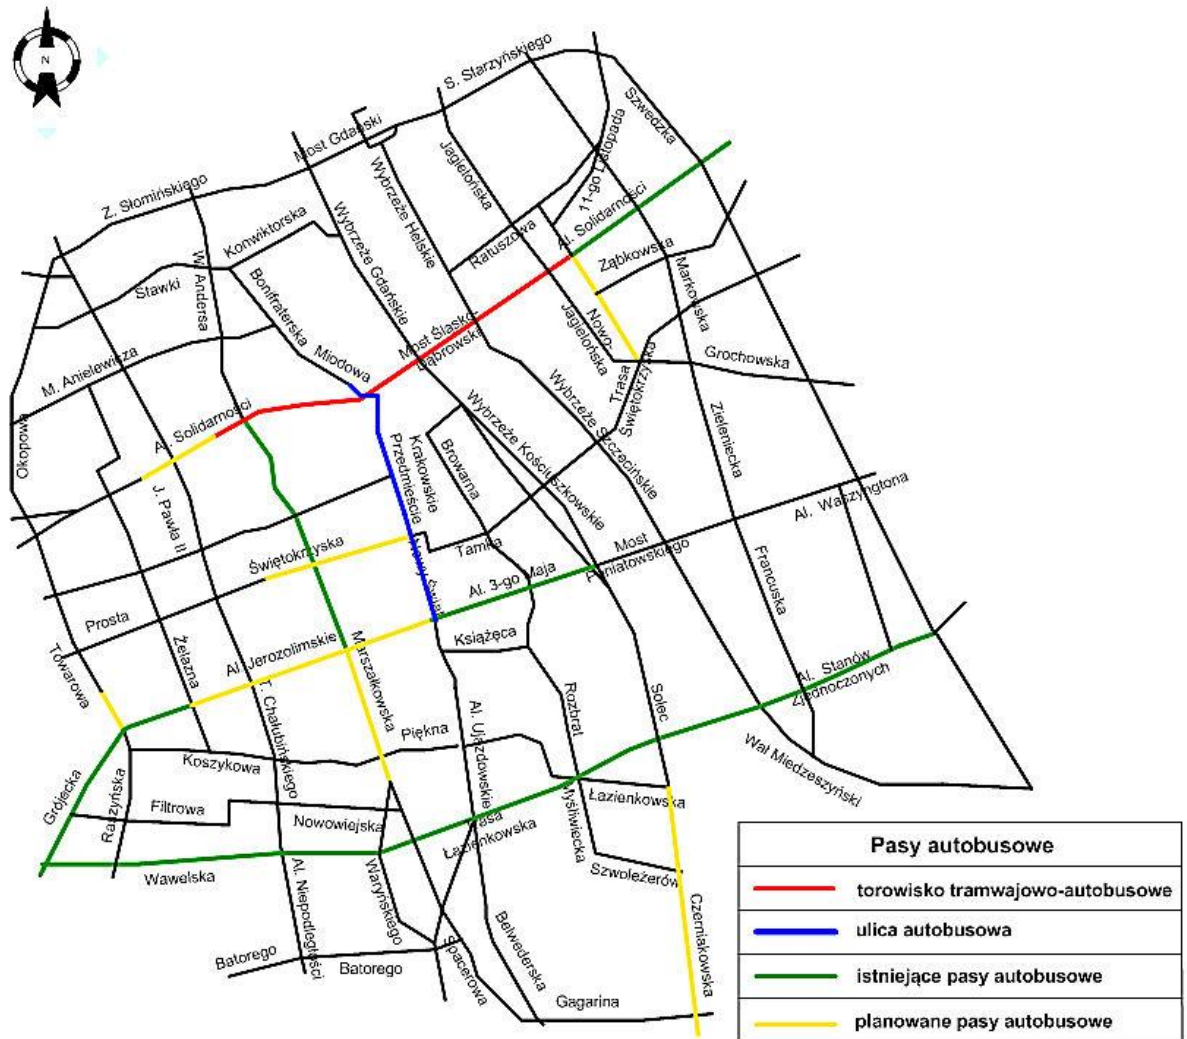 N
S. Starzyńskiego
Szwedzka
Most Gdański
11-go Listopada
Jagielońska
Z. Słomińskiego
Wybrzeże Helskie
Al. Solidarności
Konwiktorska
Wybrzeże Gdańskie
Ratuszowa
Ząbkowska
W. Andersa
Stawki
Bonifraterska
Markowska
Most Śląsko-
Dąbrowski
Nowo-
Jagielońska
M. Anielewicza
Miodowa
Grochowska
Trasa
Świętokrzyska
Wybrzeże Szczecińskie
Al. Solidarności
Okopowa
Wybrzeże Kościuszkowskie
Zieleniecka
Krakowskie
Przedmieście
Browarna
J. Pawła II
Al. Waszyngtona
Świętokrzyska
Tamka
Most
Poniatowskiego
Nowy Świat
Al. 3-go Maja
Francuska
Prosta
Książęca
Towarowa
Żelazna
Al. Jerozolimskie
Marszałkowska
Al. Stanów
Zjednoczonych
T. Chałubińskiego
Rozbrat
Solec
Al. Ujazdowskie
Piękna
Koszykowa
Wał Miedzeszyński
Grójecka
Raszyńska
Filtrowa
Nowowiejska
Trasa
Łazienkowska
Łazienkowska
Myśliwiecka
Wawelska
Szwoleżerów
Al. Niepodległości
Waryńskiego
Czerniakowska
Belwederska
Batorego
Batorego
Spacerowa
Gagarina
Pasy autobusowe
torowisko tramwajowo-autobusowe
ulica autobusowa
istniejące pasy autobusowe
planowane pasy autobusowe